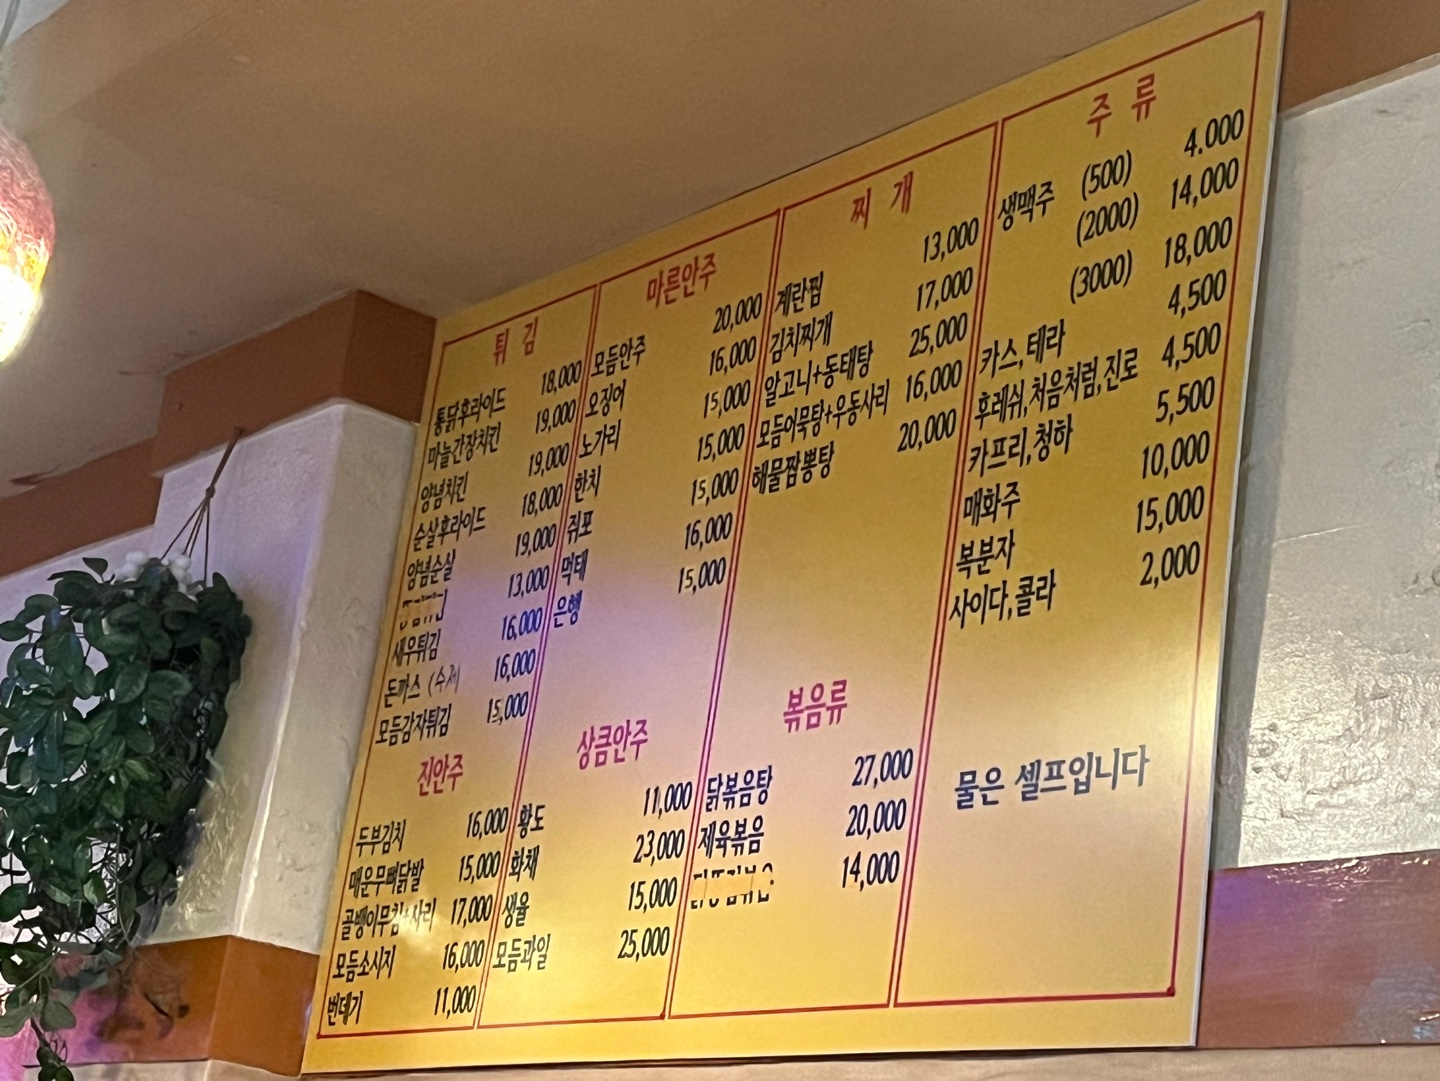 튀 김
통닭후라이드 18,000
마늘간장치킨 19,000
양념치킨 19,000
순살후라이드 18,000
양념순살 19,000
13,000
새우튀김 16,000
돈까스 (수제 16,000
모듬감자튀김 15,000
진안주
두부김치 16,000
매운무뼈닭발 15,000
골뱅이무침+사리 17,000
모듬소시지 16,000
번데기 11,000
마른안주
모듬안주 20,000
오징어 16,000
노가리 15,000
한치 15,000
쥐포 15,000
먹태 16,000
은행 15,000
상큼안주
황도 11,000
화채 23,000
생율 15,000
모듬과일 25,000
찌 개
계란찜 13,000
김치찌개 17,000
알고니+동태탕 25,000
모듬어묵탕+우동사리 16,000
해물짬뽕탕 20,000
볶음류
닭볶음탕 27,000
제육볶음 20,000
14,000
주 류
생맥주 (500) 4.000
(2000) 14,000
(3000) 18,000
카스, 테라 4,500
후레쉬, 처음처럼, 진로 4,500
카프리, 청하 5,500
매화주 10,000
복분자 15,000
사이다, 콜라 2,000
물은 셀프입니다